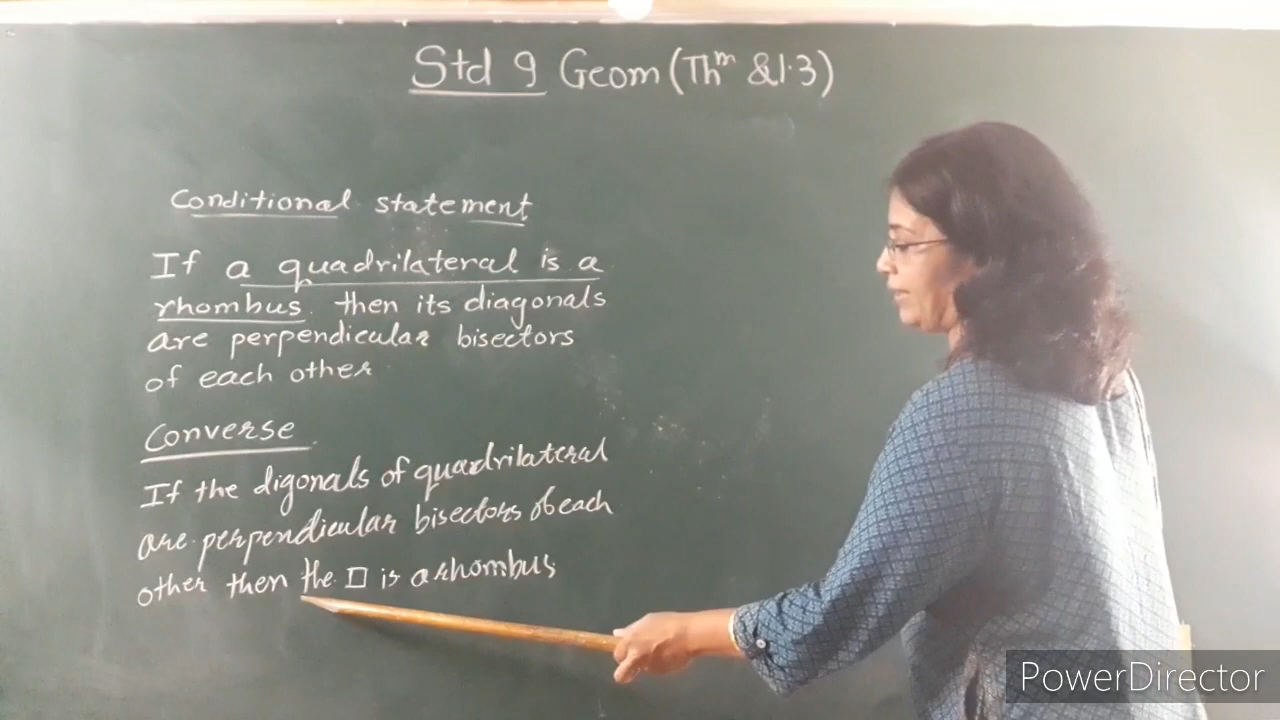 Std 9 Geom (Thm & 1.3)
Conditional statement
If a quadrilateral is a
rhombus. then its diagonals
are perpendicular bisectors
of each other
Converse
If the digonals of quadrilateral
are perpendicular bisectors of each
other then the □ is a rhombus
PowerDirector